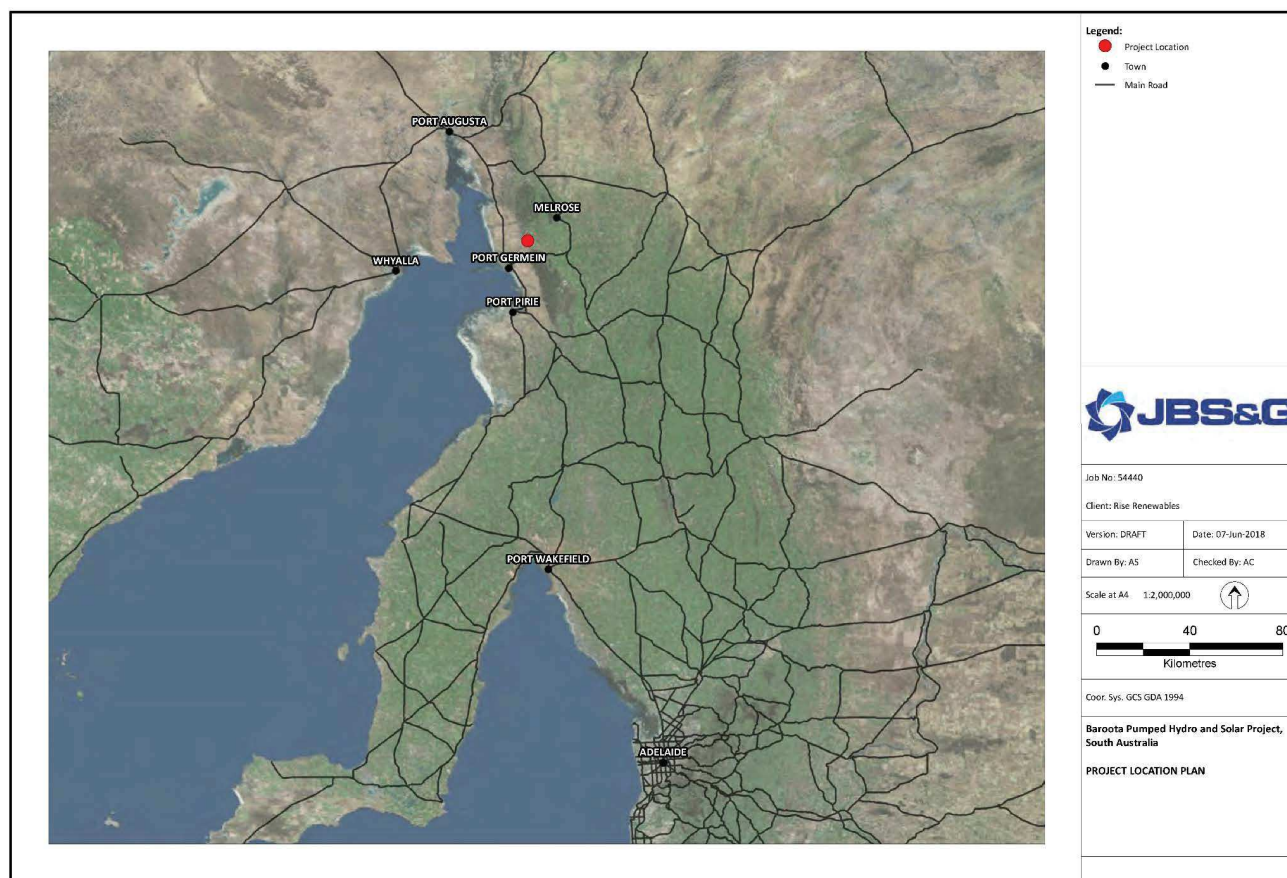 PORT AUGUSTA
MELROSE
WHYALLA
PORT GERMEIN
PORT PIRIE
PORT WAKEFIELD
ADELAIDE
Legend:
Project Location
Town
Main Road
JBS&G
Job No: 54440
Client: Rise Renewables
Version: DRAFT
Date: 07-Jun-2018
Drawn By: AS
Checked By: AC
Scale at A4 1:2,000,000
0 40 80
Kilometres
Coor. Sys. GCS GDA 1994
Baroota Pumped Hydro and Solar Project,
South Australia
PROJECT LOCATION PLAN